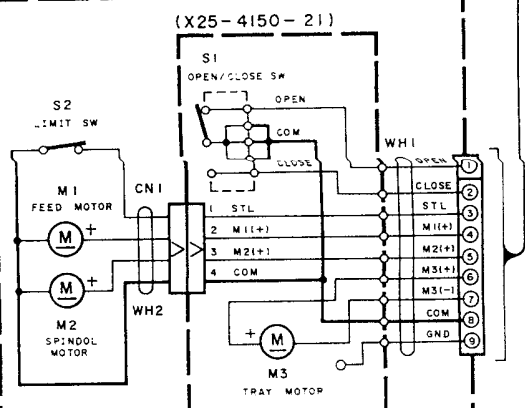 (X25-4150-21)
S1
OPEN/CLOSE SW
OPEN
COM
CLOSE
S2
LIMIT SW
M1
FEED MOTOR
M +
M +
M2
SPINDOL
MOTOR
CN1
WH2
1 STL
2 M1(+)
3 M2(+)
4 COM
+ M
M3
TRAY MOTOR
WH1
OPEN 1
CLOSE 2
STL 3
M1(+) 4
M2(+) 5
M3(+) 6
M3(-) 7
COM 8
GND 9